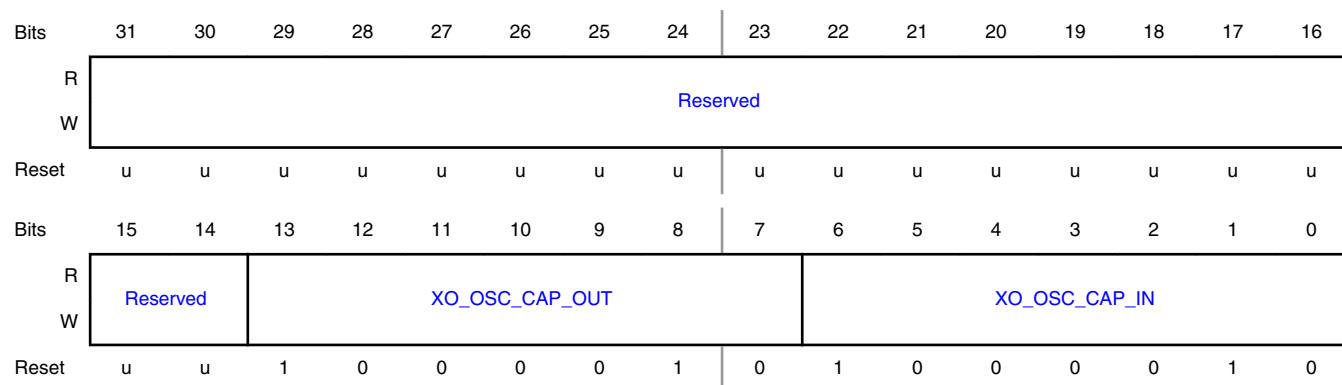 Bits 31 30 29 28 27 26 25 24 23 22 21 20 19 18 17 16
R
Reserved
W
Reset u u u u u u u u u u u u u u u u
Bits 15 14 13 12 11 10 9 8 7 6 5 4 3 2 1 0
R
Reserved XO_OSC_CAP_OUT XO_OSC_CAP_IN
W
Reset u u 1 0 0 0 0 1 0 1 0 0 0 0 1 0